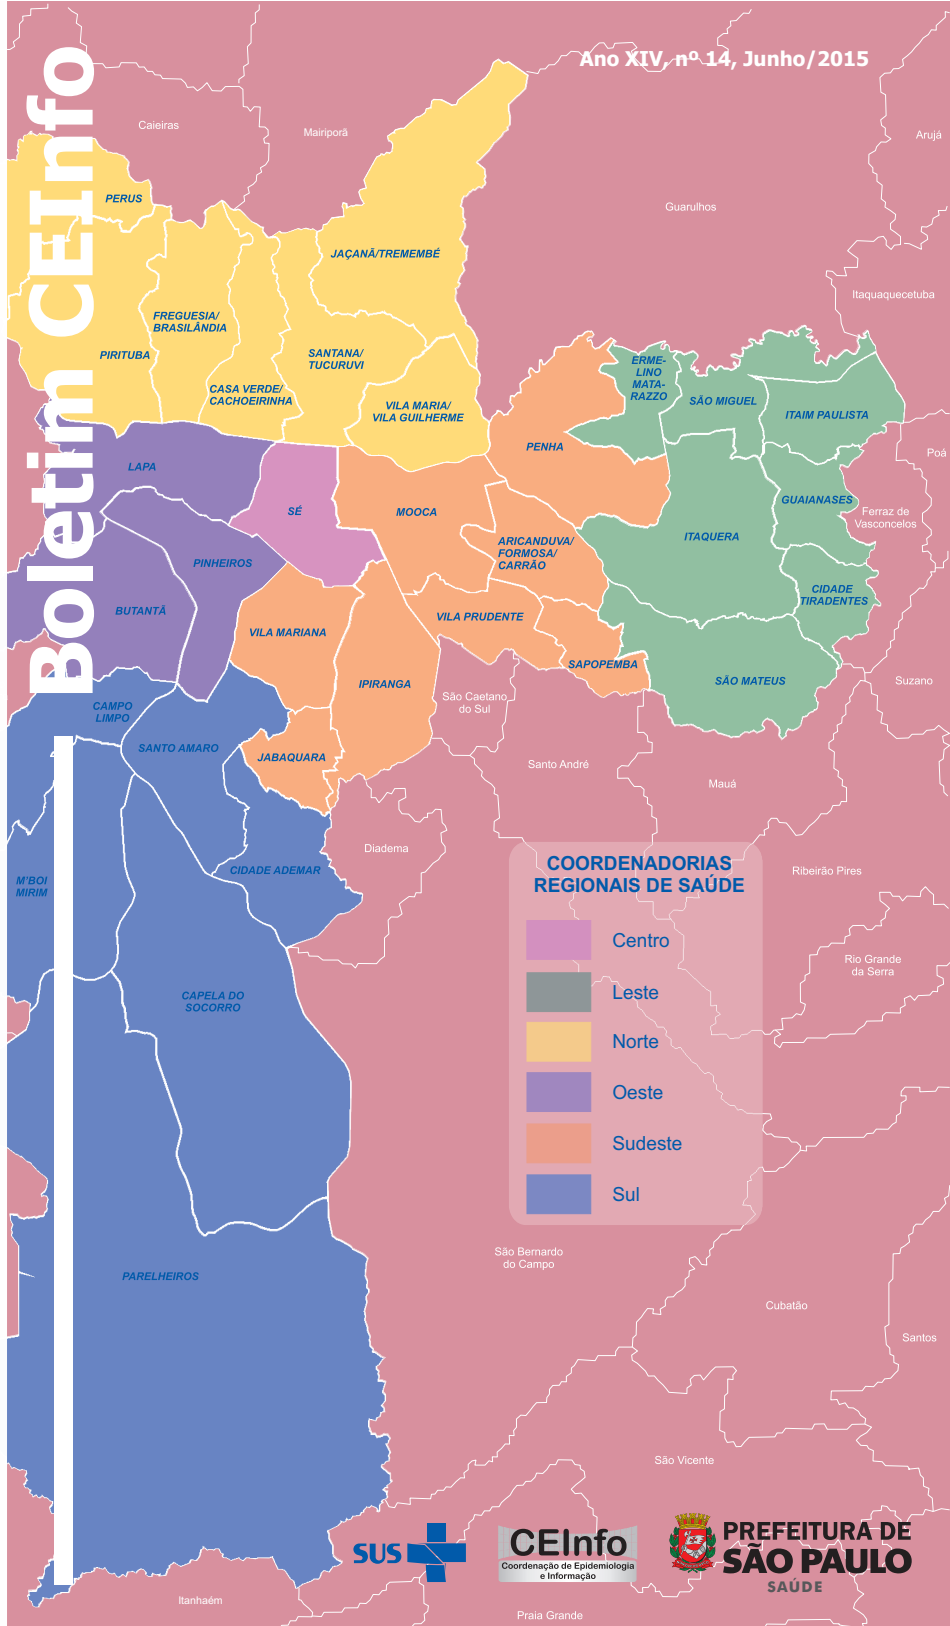 Boletim CEInfo
Ano XIV, nº 14, Junho/2015
Caieiras
Mairiporã
Arujá
Guarulhos
Itaquaquecetuba
PERUS
JAÇANÃ/TREMEMBÉ
FREGUESIA/
BRASILÂNDIA
PIRITUBA
SANTANA/
TUCURUVI
CASA VERDE/
CACHOEIRINHA
VILA MARIA/
VILA GUILHERME
ERME-
LINO
MATA-
RAZZO
SÃO MIGUEL
ITAIM PAULISTA
PENHA
Poá
LAPA
SÉ
MOOCA
GUAIANASES
Ferraz de
Vasconcelos
ITAQUERA
ARICANDUVA/
FORMOSA/
CARRÃO
PINHEIROS
CIDADE
TIRADENTES
BUTANTÃ
VILA MARIANA
VILA PRUDENTE
SAPOPEMBA
SÃO MATEUS
Suzano
IPIRANGA
São Caetano
do Sul
CAMPO
LIMPO
SANTO AMARO
JABAQUARA
Santo André
Mauá
Diadema
CIDADE ADEMAR
M'BOI
MIRIM
Ribeirão Pires
COORDENADORIAS
REGIONAIS DE SAÚDE
Centro
Leste
Norte
Oeste
Sudeste
Sul
Rio Grande
da Serra
CAPELA DO
SOCORRO
PARELHEIROS
São Bernardo
do Campo
Cubatão
Santos
São Vicente
SUS
CEInfo
Coordenação de Epidemiologia
e Informação
PREFEITURA DE
SÃO PAULO
SAÚDE
Itanhaém
Praia Grande